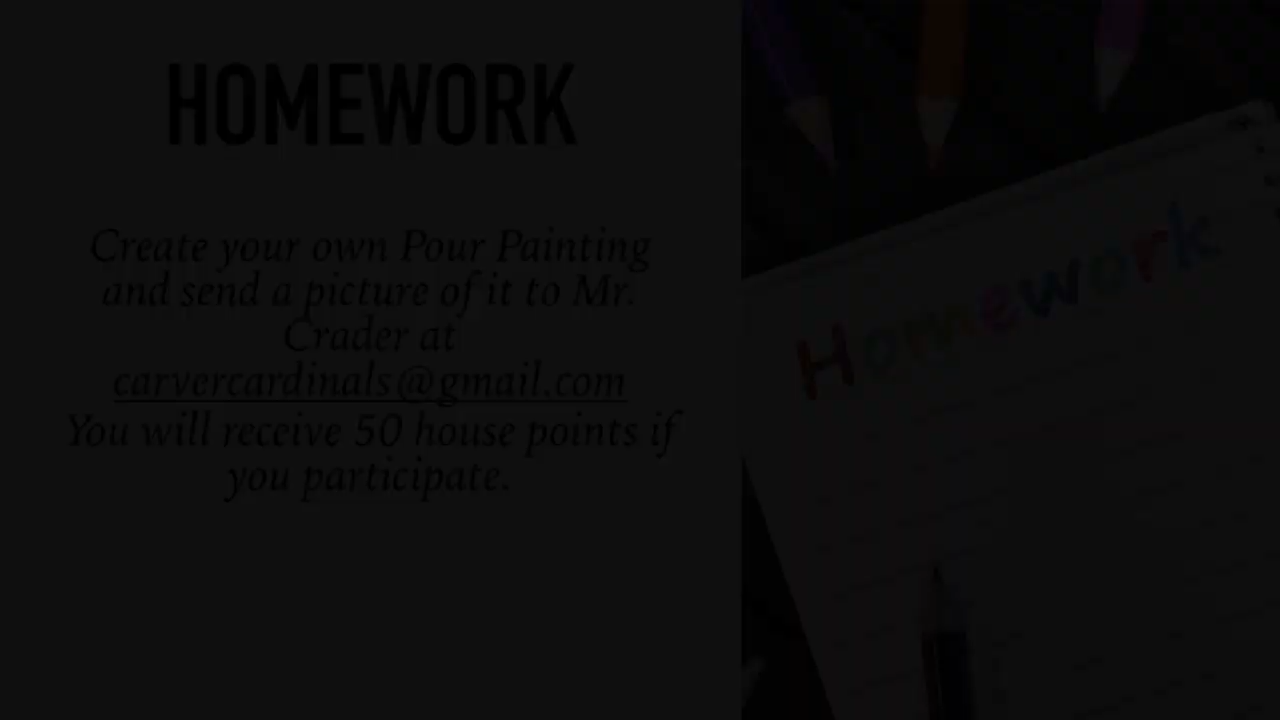 HOMEWORK
Create your own Pour Painting
and send a picture of it to Mr.
Crader at
carvercardinals@gmail.com
You will receive 50 house points if
you participate.
Homework